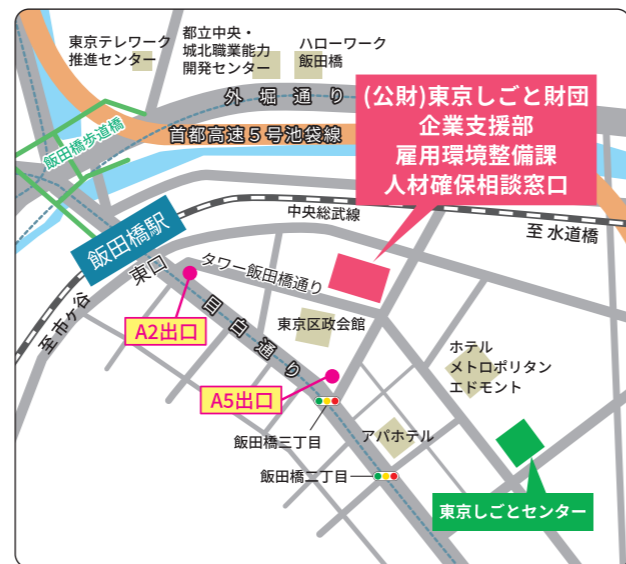 東京テレワーク
推進センター
都立中央・
城北職業能力
開発センター
ハローワーク
飯田橋
外堀通り
(公財)東京しごと財団
企業支援部
雇用環境整備課
人材確保相談窓口
飯田橋歩道橋
首都高速5号池袋線
中央総武線
至 水道橋
飯田橋駅
東口
タワー飯田橋通り
至市ヶ谷
A2出口
目白通り
東京区政会館
ホテル
メトロポリタン
エドモント
A5出口
飯田橋三丁目
アパホテル
飯田橋二丁目
東京しごとセンター